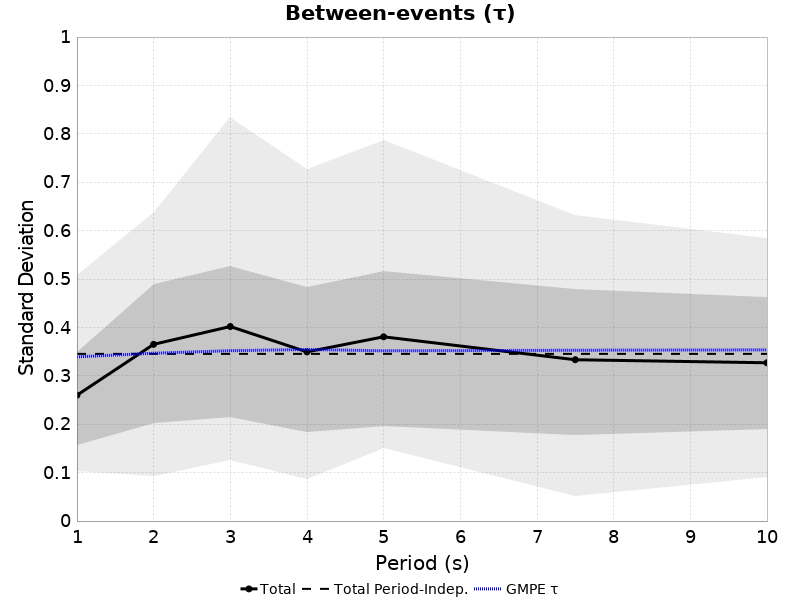 Between-events (τ)
Standard Deviation
1
0.9
0.8
0.7
0.6
0.5
0.4
0.3
0.2
0.1
0
1 2 3 4 5 6 7 8 9 10
Period (s)
Total Total Period-Indep. GMPE τ